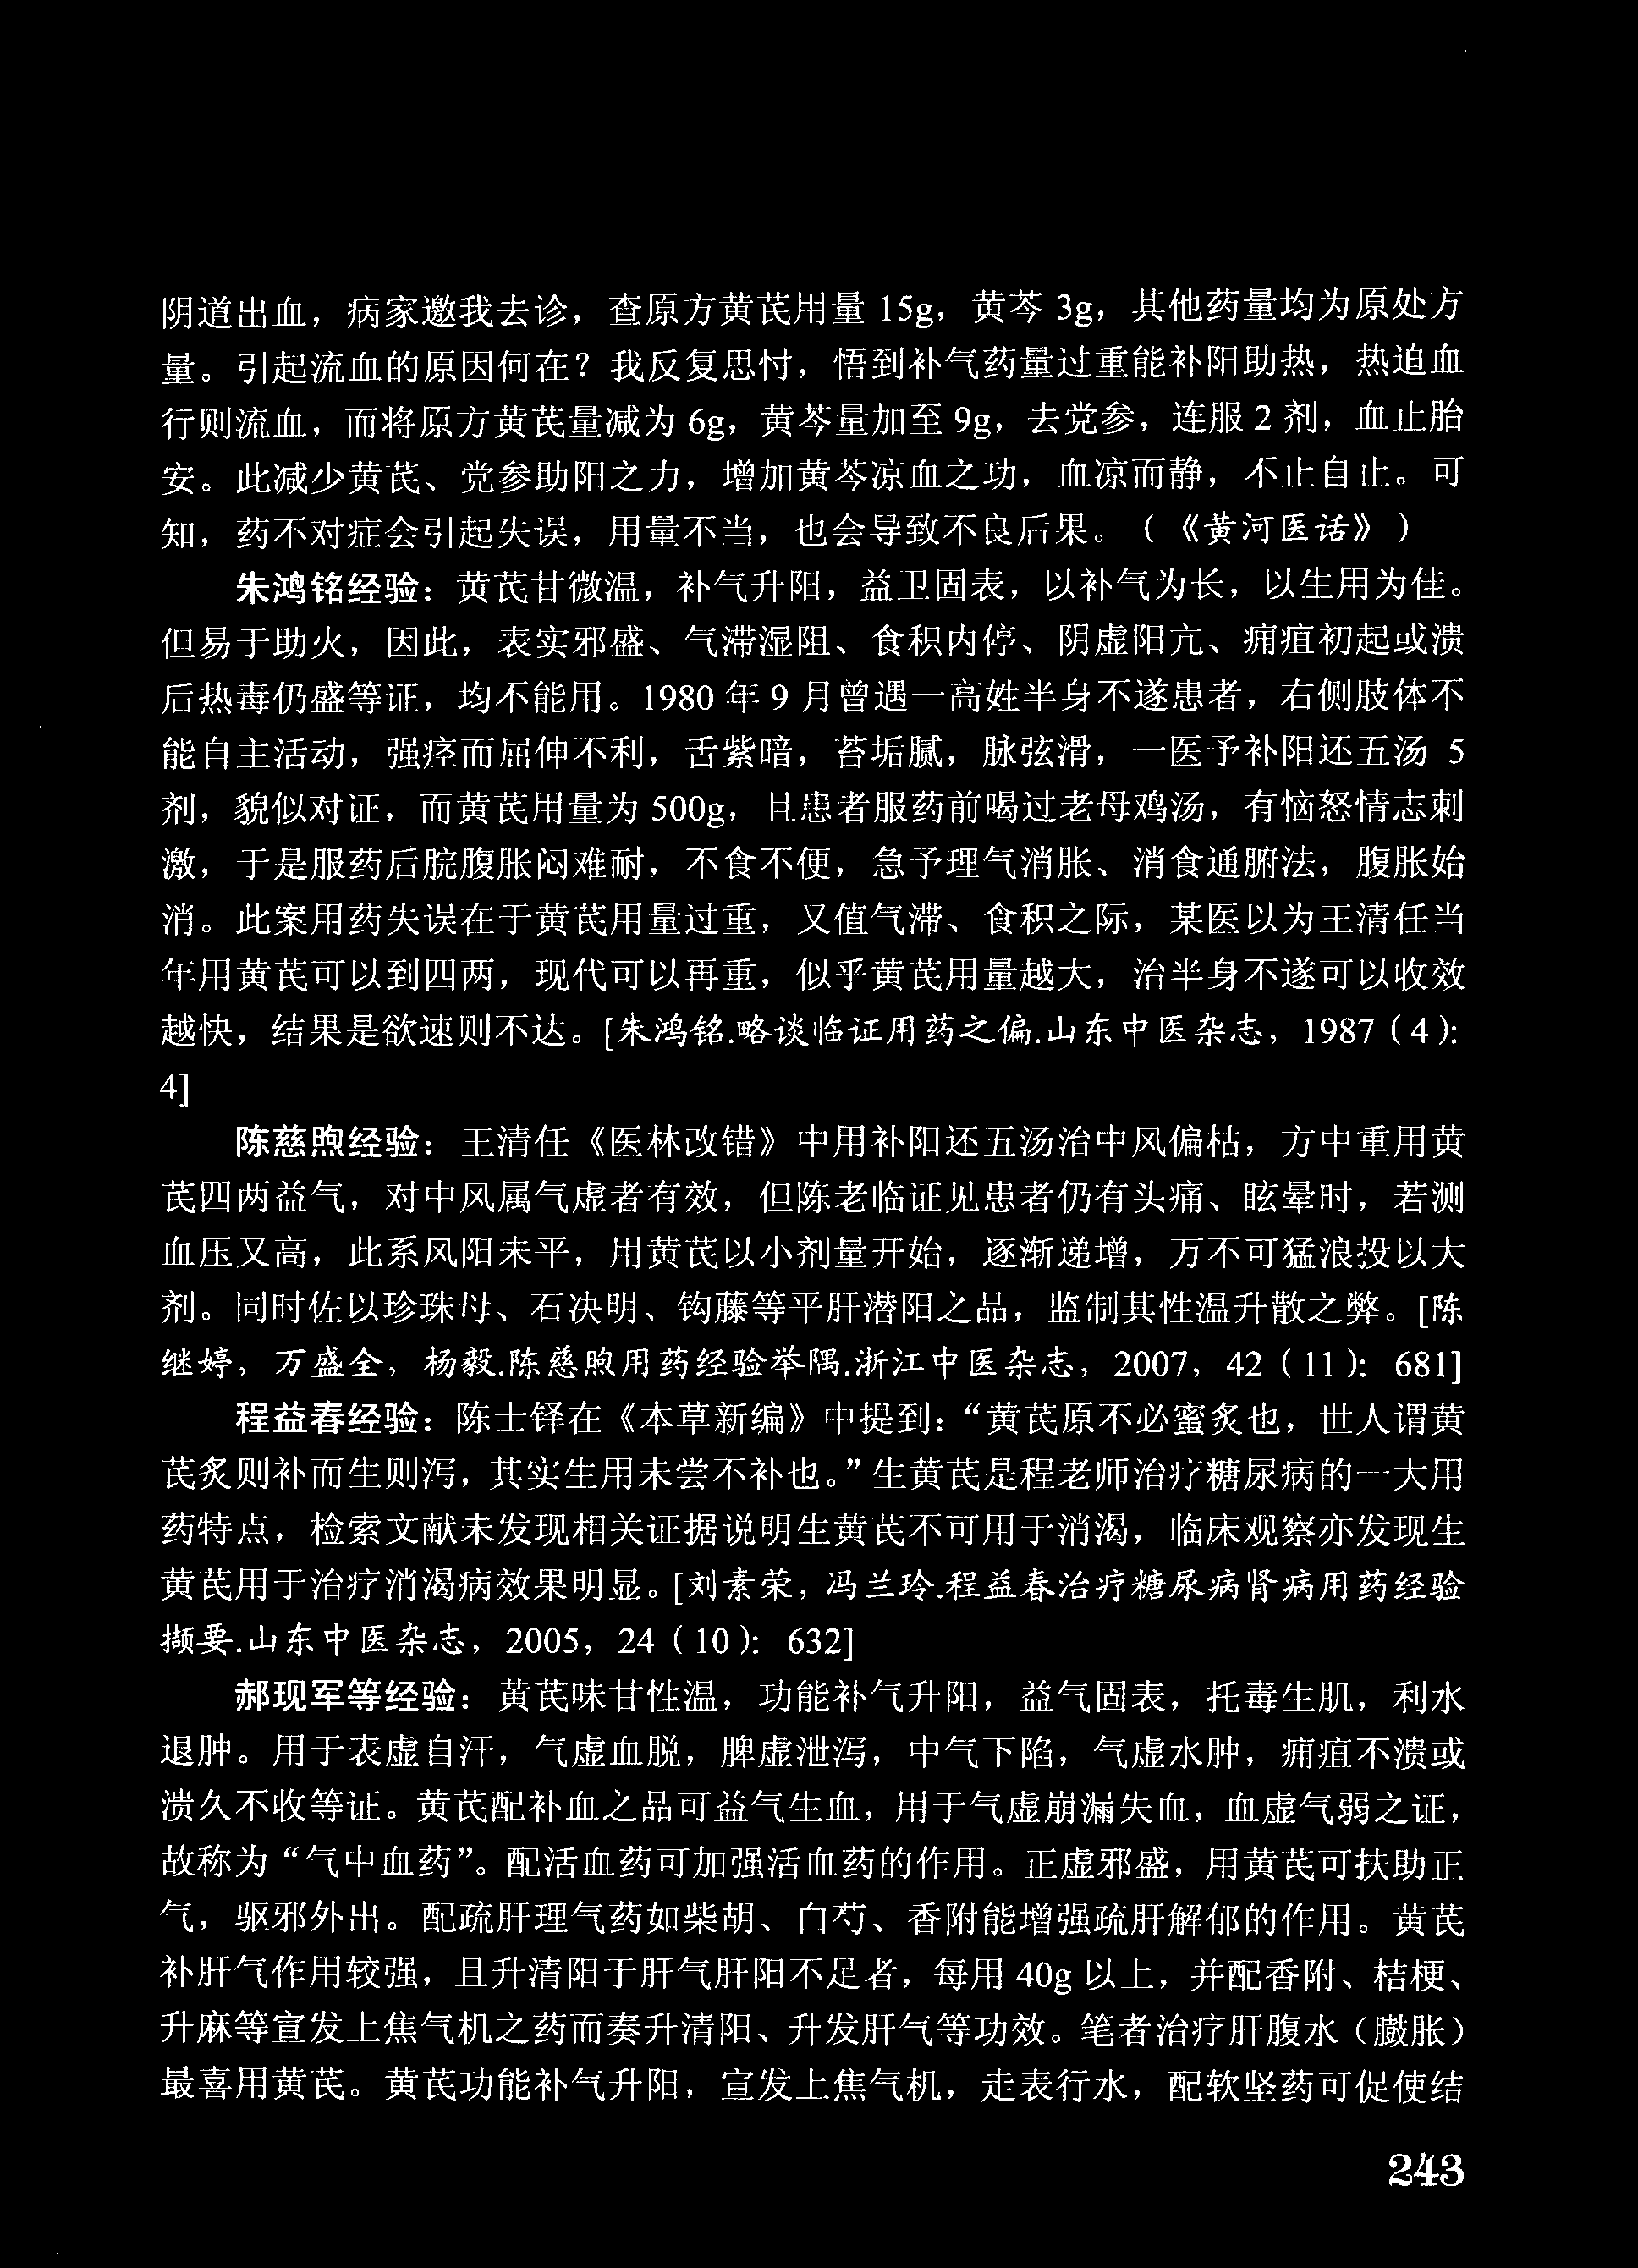 阴道出血，病家邀我去诊，查原方黄芪用量 15g，黄芩 3g，其他药量均为原处方
量。引起流血的原因何在？我反复思忖，悟到补气药量过重能补阳助热，热迫血
行则流血，而将原方黄芪量减为 6g，黄芩量加至 9g，去党参，连服 2 剂，血止胎
安。此减少黄芪、党参助阳之力，增加黄芩凉血之功，血凉而静，不止自止。可
知，药不对症会引起失误，用量不当，也会导致不良后果。（《黄河医话》）
朱鸿铭经验：黄芪甘微温，补气升阳，益卫固表，以补气为长，以生用为佳。
但易于助火，因此，表实邪盛、气滞湿阻、食积内停、阴虚阳亢、痈疽初起或溃
后热毒仍盛等证，均不能用。1980 年 9 月曾遇一高姓半身不遂患者，右侧肢体不
能自主活动，强痉而屈伸不利，舌紫暗，苔垢腻，脉弦滑，一医予补阳还五汤 5
剂，貌似对证，而黄芪用量为 500g，且患者服药前喝过老母鸡汤，有恼怒情志刺
激，于是服药后脘腹胀闷难耐，不食不便，急予理气消胀、消食通腑法，腹胀始
消。此案用药失误在于黄芪用量过重，又值气滞、食积之际，某医以为王清任当
年用黄芪可以到四两，现代可以再重，似乎黄芪用量越大，治半身不遂可以收效
越快，结果是欲速则不达。[朱鸿铭.略谈临证用药之偏.山东中医杂志，1987（4）：
4]
陈慈煦经验：王清任《医林改错》中用补阳还五汤治中风偏枯，方中重用黄
芪四两益气，对中风属气虚者有效，但陈老临证见患者仍有头痛、眩晕时，若测
血压又高，此系风阳未平，用黄芪以小剂量开始，逐渐递增，万不可猛浪投以大
剂。同时佐以珍珠母、石决明、钩藤等平肝潜阳之品，监制其性温升散之弊。[陈
继婷，万盛全，杨毅.陈慈煦用药经验举隅.浙江中医杂志，2007，42（11）：681]
程益春经验：陈士铎在《本草新编》中提到：“黄芪原不必蜜炙也，世人谓黄
芪炙则补而生则泻，其实生用未尝不补也。”生黄芪是程老师治疗糖尿病的一大用
药特点，检索文献未发现相关证据说明生黄芪不可用于消渴，临床观察亦发现生
黄芪用于治疗消渴病效果明显。[刘素荣，冯兰玲.程益春治疗糖尿病肾病用药经验
撷要.山东中医杂志，2005，24（10）：632]
郝现军等经验：黄芪味甘性温，功能补气升阳，益气固表，托毒生肌，利水
退肿。用于表虚自汗，气虚血脱，脾虚泄泻，中气下陷，气虚水肿，痈疽不溃或
溃久不收等证。黄芪配补血之品可益气生血，用于气虚崩漏失血，血虚气弱之证，
故称为“气中血药”。配活血药可加强活血药的作用。正虚邪盛，用黄芪可扶助正
气，驱邪外出。配疏肝理气药如柴胡、白芍、香附能增强疏肝解郁的作用。黄芪
补肝气作用较强，且升清阳于肝气肝阳不足者，每用 40g 以上，并配香附、桔梗、
升麻等宣发上焦气机之药而奏升清阳、升发肝气等功效。笔者治疗肝腹水（臌胀）
最喜用黄芪。黄芪功能补气升阳，宣发上焦气机，走表行水，配软坚药可促使结
243